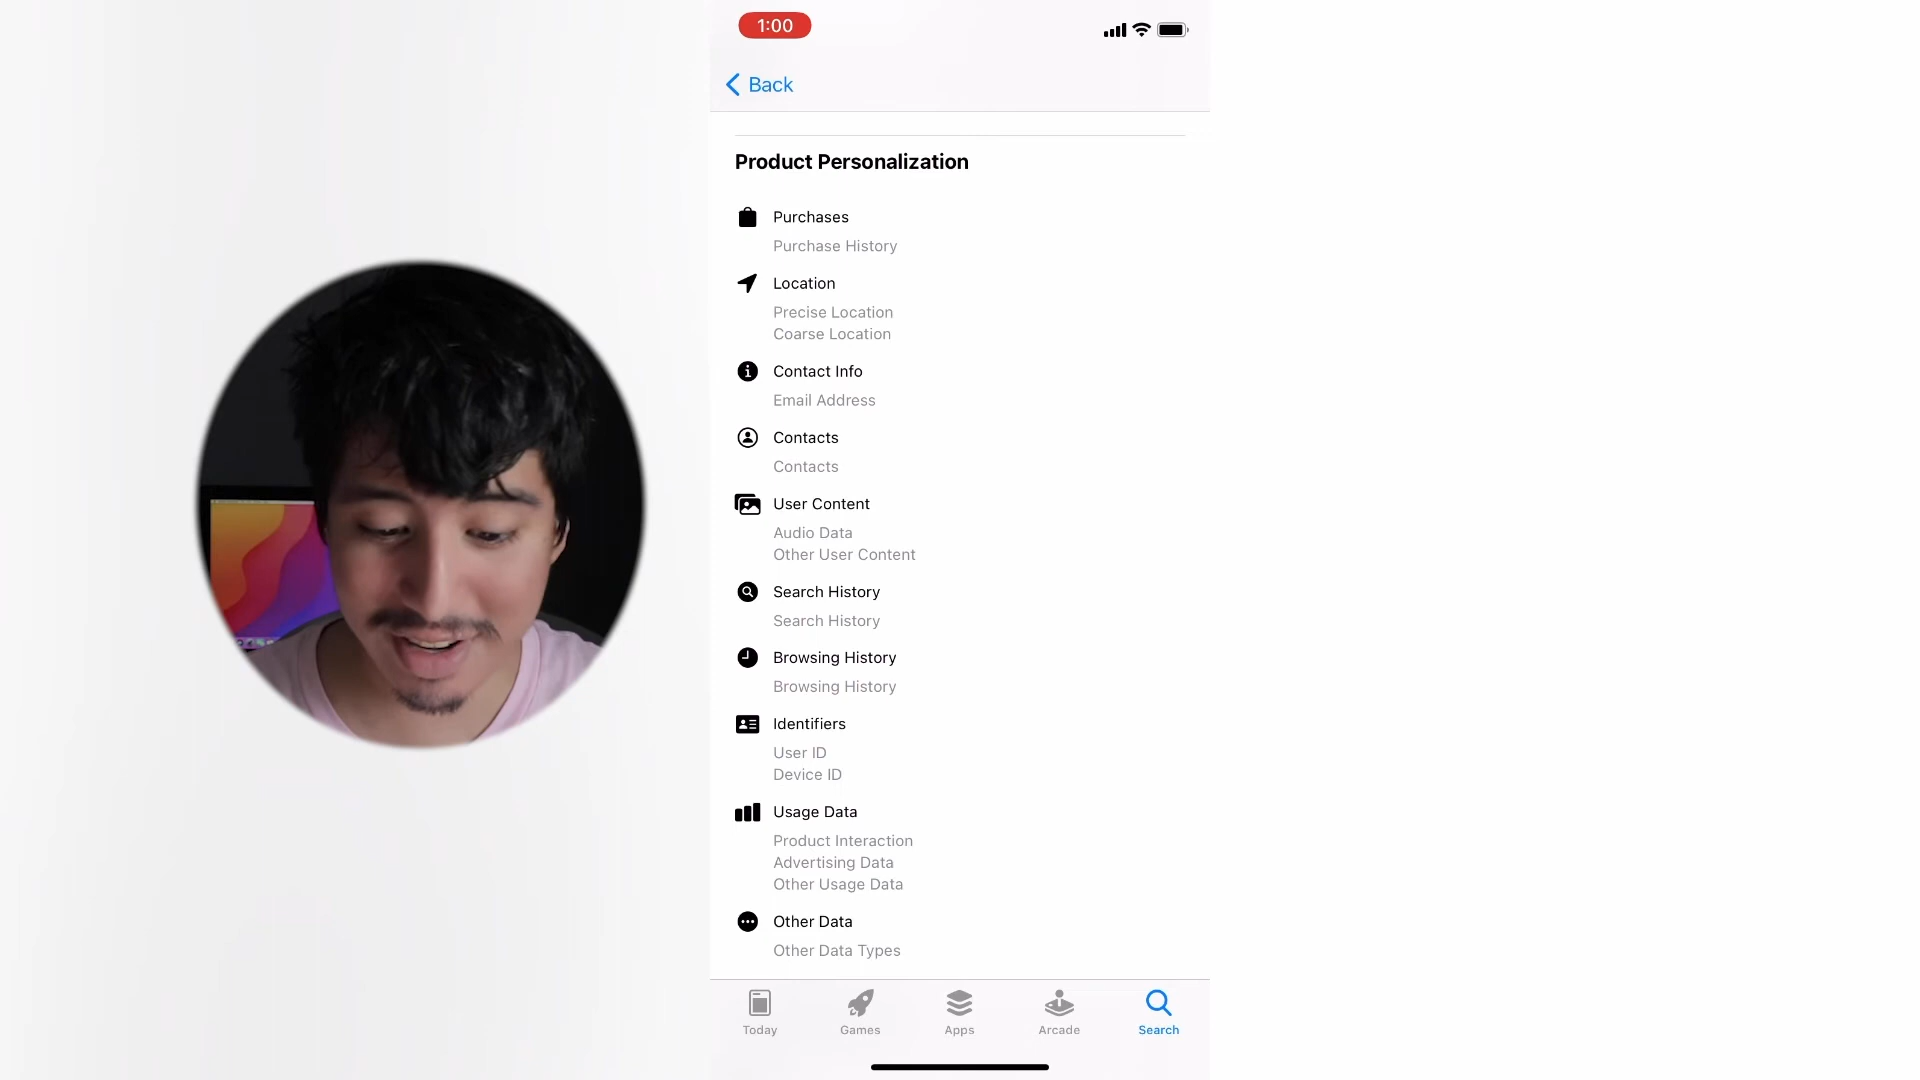 1:00
Back
Product Personalization
Purchases
Purchase History
Location
Precise Location
Coarse Location
Contact Info
Email Address
Contacts
Contacts
User Content
Audio Data
Other User Content
Search History
Search History
Browsing History
Browsing History
Identifiers
User ID
Device ID
Usage Data
Product Interaction
Advertising Data
Other Usage Data
Other Data
Other Data Types
Today Games Apps Arcade Search